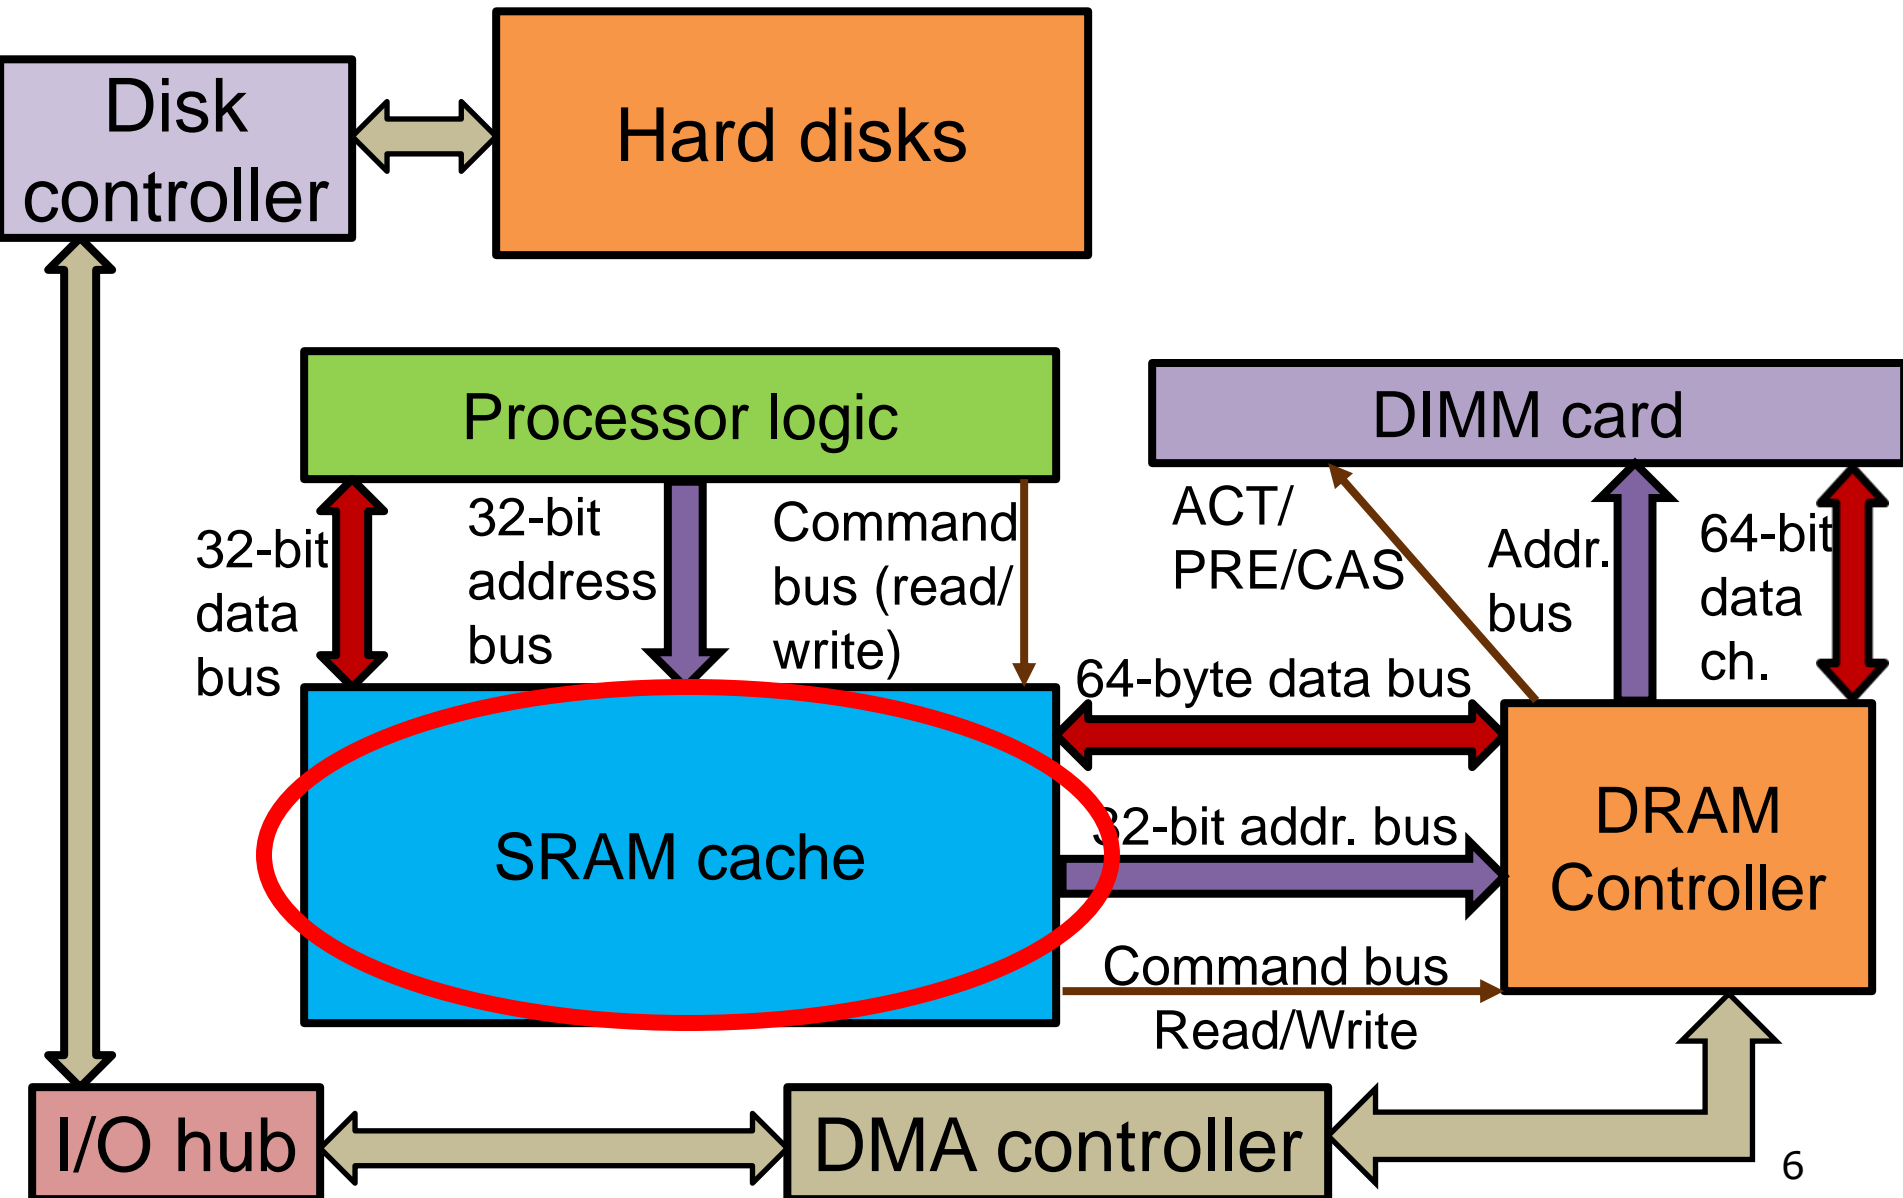 Disk
controller
Hard disks
Processor logic
DIMM card
32-bit
data
bus
32-bit
address
bus
Command
bus (read/
write)
ACT/
PRE/CAS
Addr.
bus
64-bit
data
ch.
64-byte data bus
SRAM cache
32-bit addr. bus
DRAM
Controller
Command bus
Read/Write
I/O hub
DMA controller
6